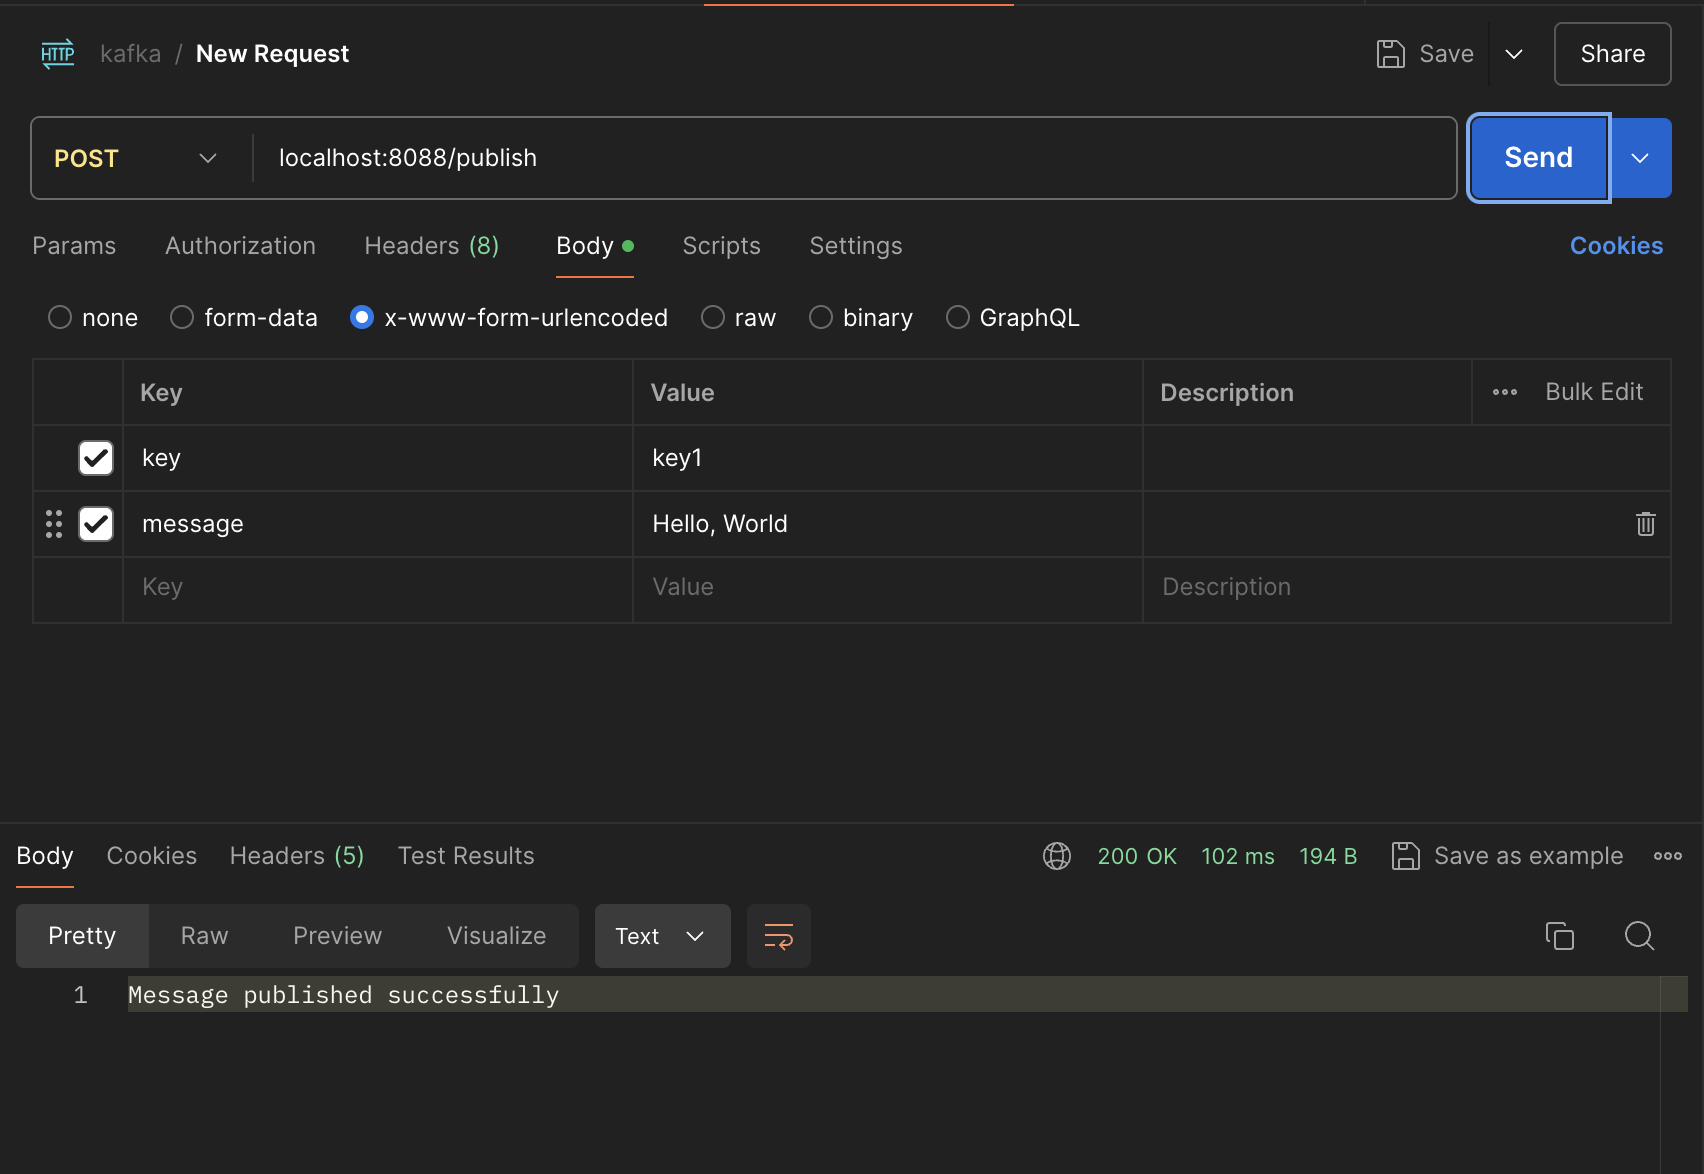 HTTP kafka / New Request Save Share
POST localhost:8088/publish Send
Params Authorization Headers (8) Body Scripts Settings Cookies
none form-data x-www-form-urlencoded raw binary GraphQL
Key Value Description Bulk Edit
key key1
message Hello, World
Key Value Description
Body Cookies Headers (5) Test Results 200 OK 102 ms 194 B Save as example
Pretty Raw Preview Visualize Text
1 Message published successfully